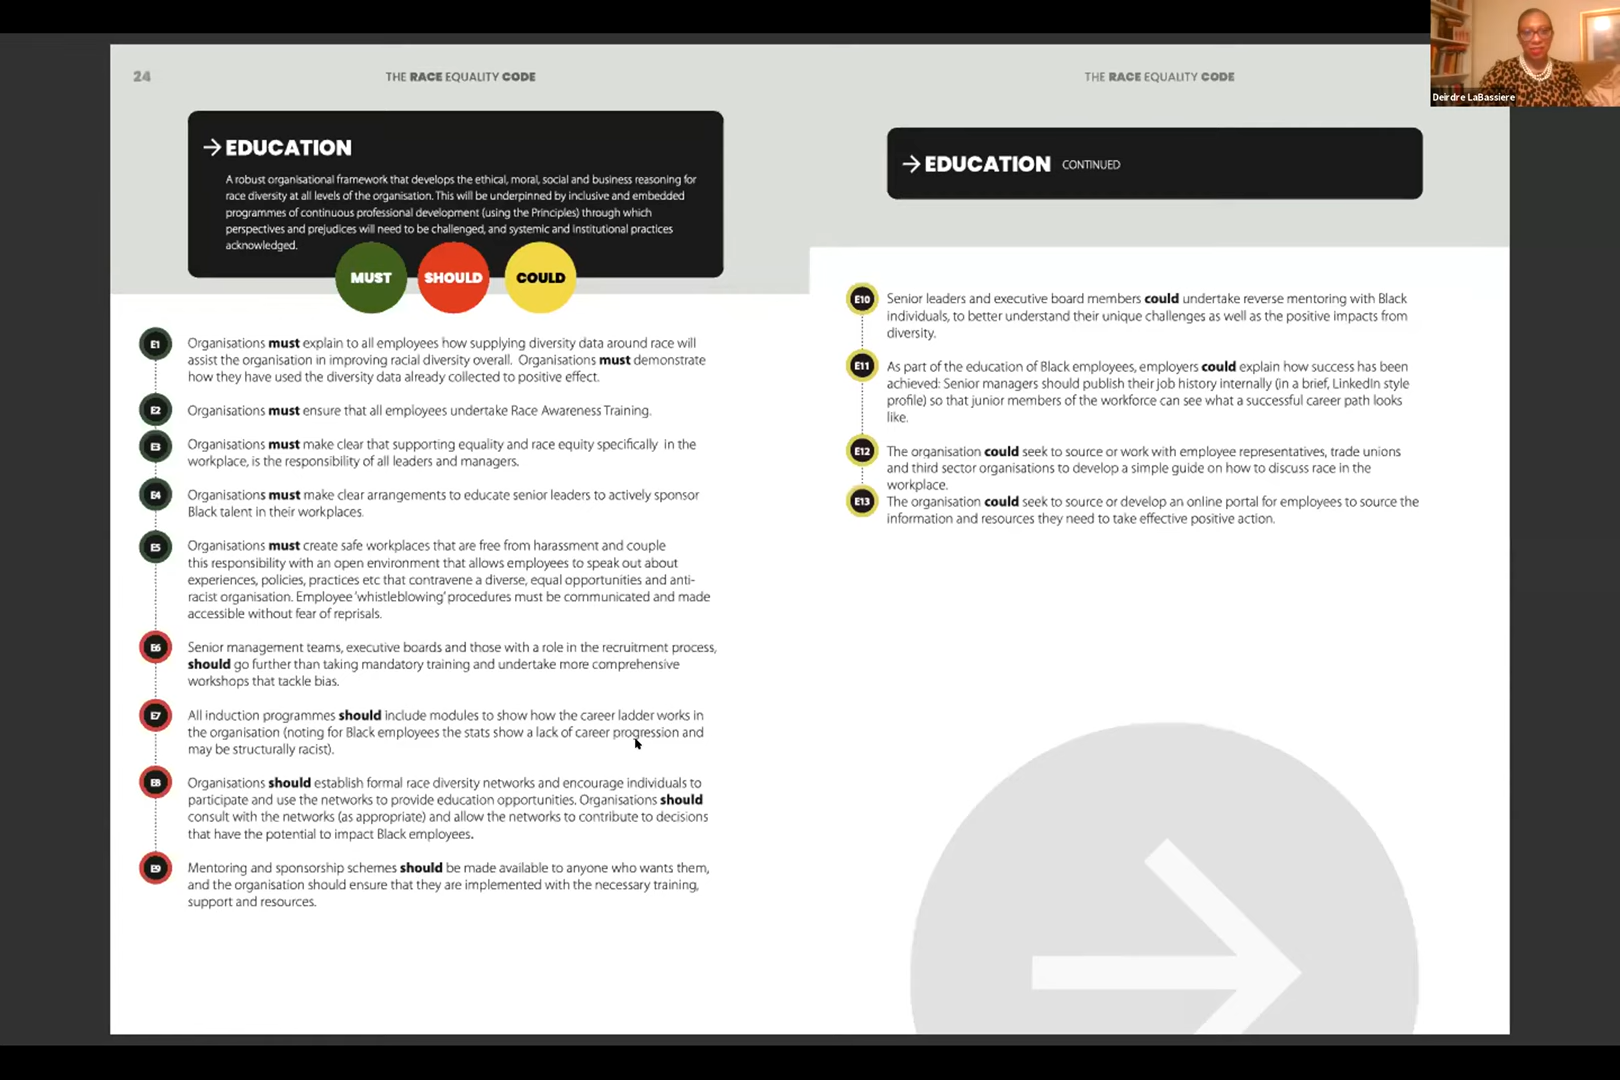 24
THE RACE EQUALITY CODE
→ EDUCATION
A robust organisational framework that develops the ethical, moral, social and business reasoning for
race diversity at all levels of the organisation. This will be underpinned by inclusive and embedded
programmes of continuous professional development (using the Principles) through which
perspectives and prejudices will need to be challenged, and systemic and institutional practices
acknowledged.
MUST SHOULD COULD
E1 Organisations must explain to all employees how supplying diversity data around race will
assist the organisation in improving racial diversity overall. Organisations must demonstrate
how they have used the diversity data already collected to positive effect.
E2 Organisations must ensure that all employees undertake Race Awareness Training.
E3 Organisations must make clear that supporting equality and race equity specifically in the
workplace, is the responsibility of all leaders and managers.
E4 Organisations must make clear arrangements to educate senior leaders to actively sponsor
Black talent in their workplaces.
E5 Organisations must create safe workplaces that are free from harassment and couple
this responsibility with an open environment that allows employees to speak out about
experiences, policies, practices etc that contravene a diverse, equal opportunities and anti-
racist organisation. Employee 'whistleblowing' procedures must be communicated and made
accessible without fear of reprisals.
E6 Senior management teams, executive boards and those with a role in the recruitment process,
should go further than taking mandatory training and undertake more comprehensive
workshops that tackle bias.
E7 All induction programmes should include modules to show how the career ladder works in
the organisation (noting for Black employees the stats show a lack of career progression and
may be structurally racist).
E8 Organisations should establish formal race diversity networks and encourage individuals to
participate and use the networks to provide education opportunities. Organisations should
consult with the networks (as appropriate) and allow the networks to contribute to decisions
that have the potential to impact Black employees.
E9 Mentoring and sponsorship schemes should be made available to anyone who wants them,
and the organisation should ensure that they are implemented with the necessary training,
support and resources.
THE RACE EQUALITY CODE
→ EDUCATION CONTINUED
E10 Senior leaders and executive board members could undertake reverse mentoring with Black
individuals, to better understand their unique challenges as well as the positive impacts from
diversity.
E11 As part of the education of Black employees, employers could explain how success has been
achieved: Senior managers should publish their job history internally (in a brief, LinkedIn style
profile) so that junior members of the workforce can see what a successful career path looks
like.
E12 The organisation could seek to source or work with employee representatives, trade unions
and third sector organisations to develop a simple guide on how to discuss race in the
workplace.
E13 The organisation could seek to source or develop an online portal for employees to source the
information and resources they need to take effective positive action.
Deirdre LaBassiere